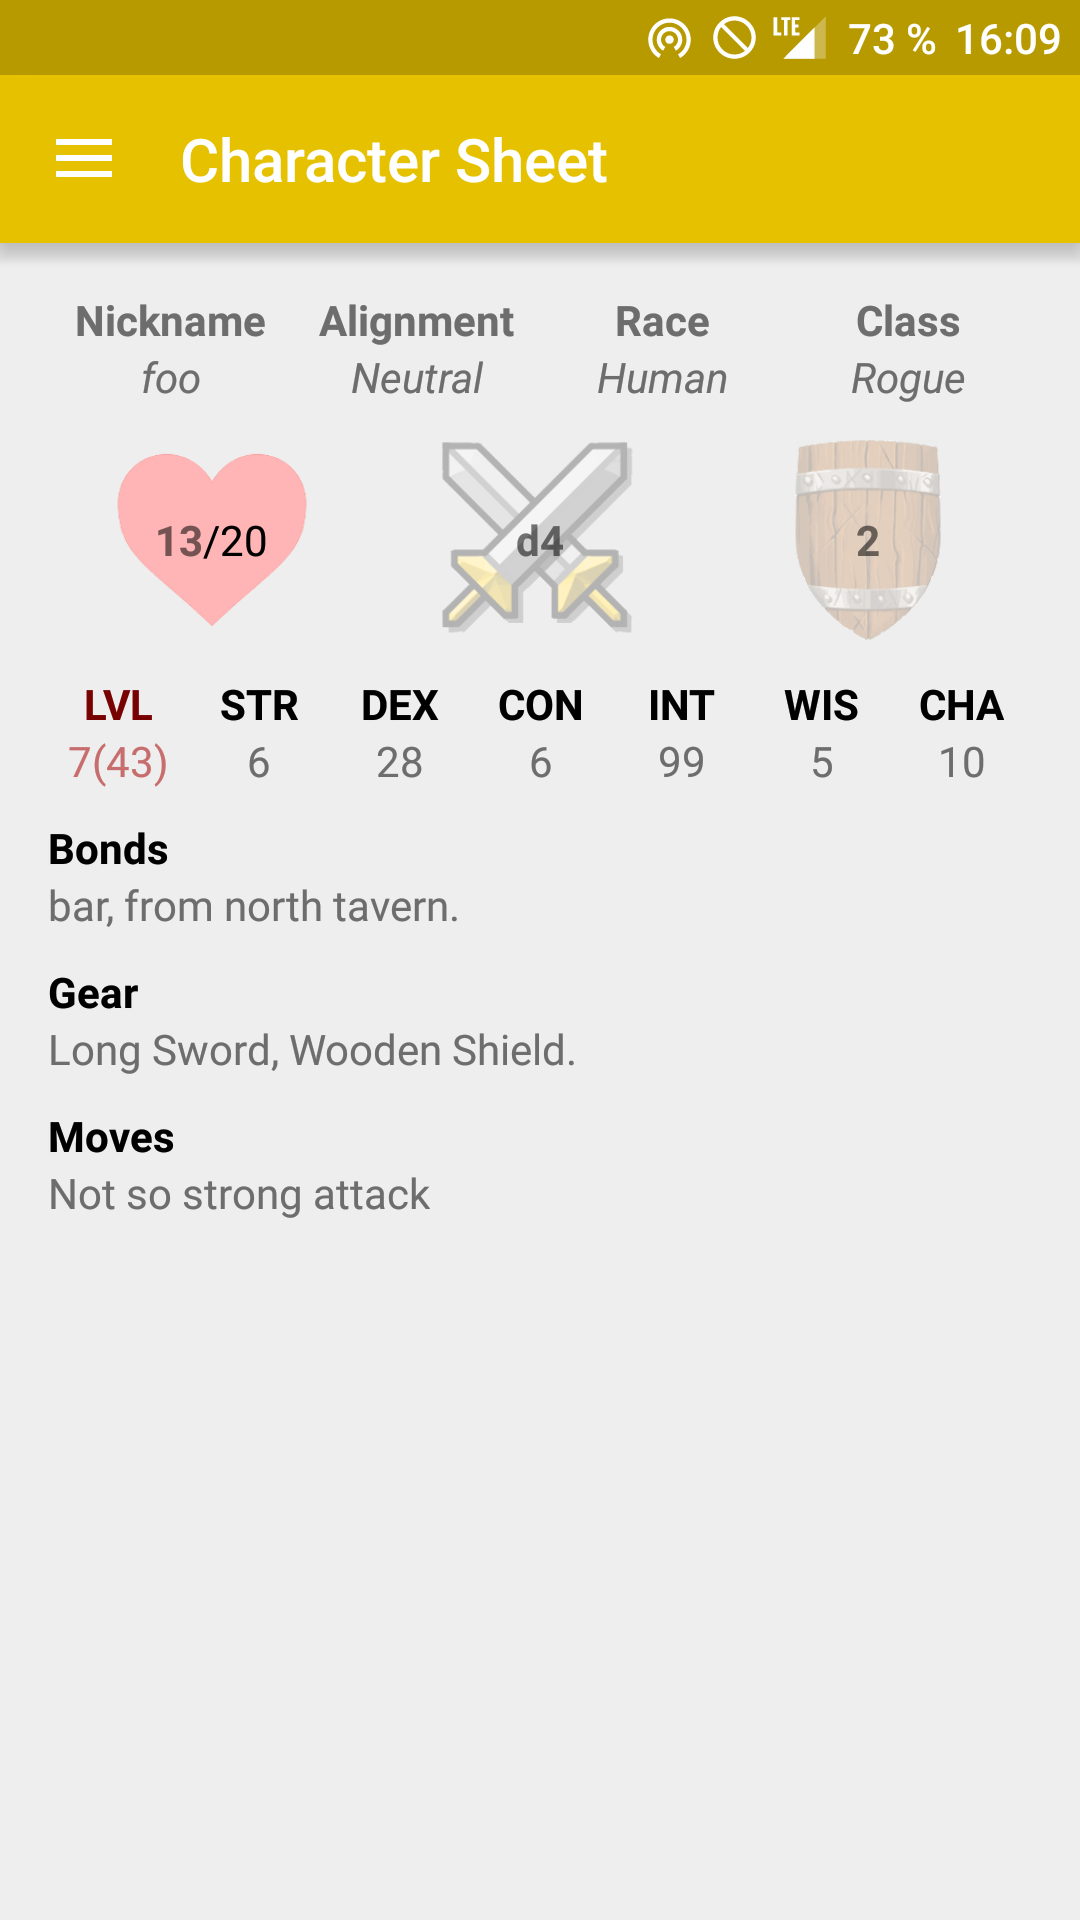 LTE 73 % 16:09
Character Sheet
Nickname Alignment Race Class
foo Neutral Human Rogue
13/20 d4 2
LVL STR DEX CON INT WIS CHA
7(43) 6 28 6 99 5 10
Bonds
bar, from north tavern.
Gear
Long Sword, Wooden Shield.
Moves
Not so strong attack